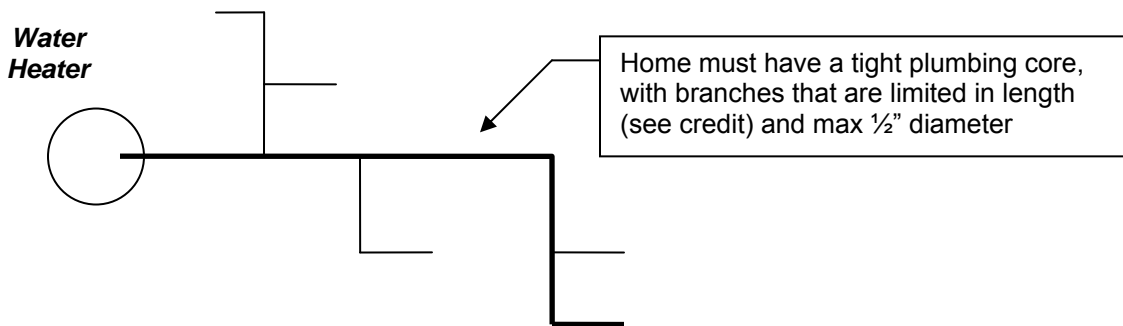 Water
Heater
Home must have a tight plumbing core,
with branches that are limited in length
(see credit) and max ½” diameter